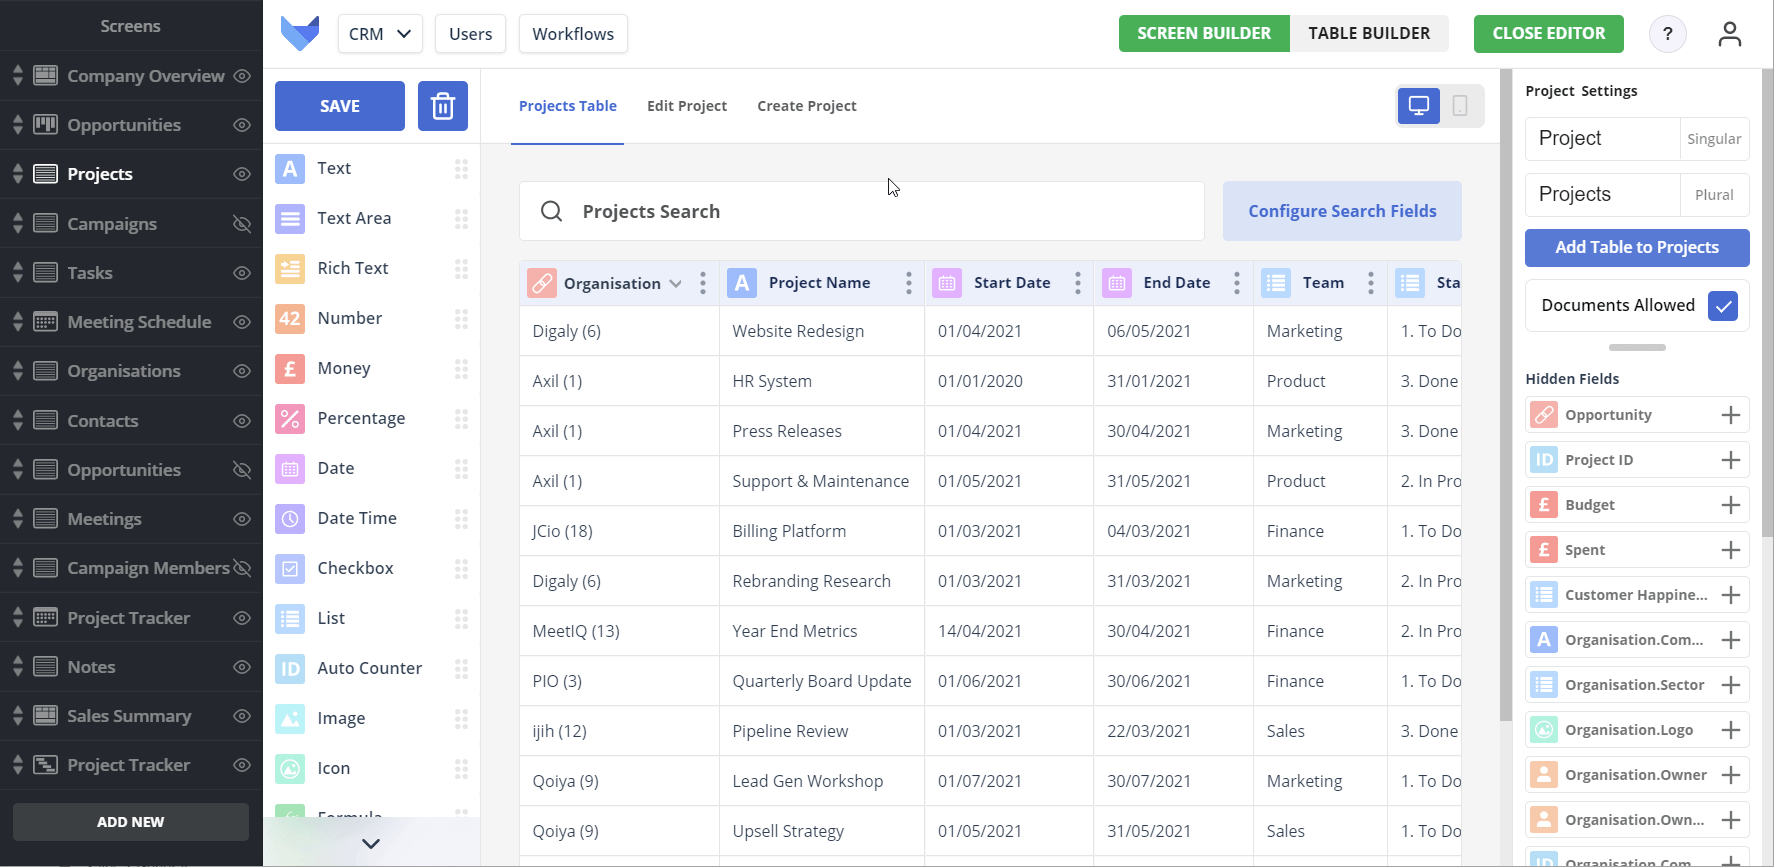 Screens
Company Overview
Opportunities
Projects
Campaigns
Tasks
Meeting Schedule
Organisations
Contacts
Opportunities
Meetings
Campaign Members
Project Tracker
Notes
Sales Summary
Project Tracker
ADD NEW
CRM
Users
Workflows
SCREEN BUILDER
TABLE BUILDER
CLOSE EDITOR
?
SAVE
A Text
Text Area
Rich Text
42 Number
£ Money
% Percentage
Date
Date Time
Checkbox
List
ID Auto Counter
Image
Icon
Formula
Projects Table
Edit Project
Create Project
Projects Search
Configure Search Fields
Organisation A Project Name Start Date End Date Team Sta
Digaly (6) Website Redesign 01/04/2021 06/05/2021 Marketing 1. To Do
Axil (1) HR System 01/01/2020 31/01/2021 Product 3. Done
Axil (1) Press Releases 01/04/2021 30/04/2021 Marketing 3. Done
Axil (1) Support & Maintenance 01/05/2021 31/05/2021 Product 2. In Pro
JCio (18) Billing Platform 01/03/2021 04/03/2021 Finance 1. To Do
Digaly (6) Rebranding Research 01/03/2021 31/03/2021 Marketing 2. In Pro
MeetIQ (13) Year End Metrics 14/04/2021 30/04/2021 Finance 2. In Pro
PIO (3) Quarterly Board Update 01/06/2021 30/06/2021 Finance 1. To Do
ijih (12) Pipeline Review 01/03/2021 22/03/2021 Sales 3. Done
Qoiya (9) Lead Gen Workshop 01/07/2021 30/07/2021 Marketing 1. To Do
Qoiya (9) Upsell Strategy 01/05/2021 31/05/2021 Sales 1. To Do
Project Settings
Project Singular
Projects Plural
Add Table to Projects
Documents Allowed
Hidden Fields
Opportunity
ID Project ID
£ Budget
£ Spent
Customer Happine...
A Organisation.Com...
Organisation.Sector
Organisation.Logo
Organisation.Owner
Organisation.Own...
ID Organisation.Com